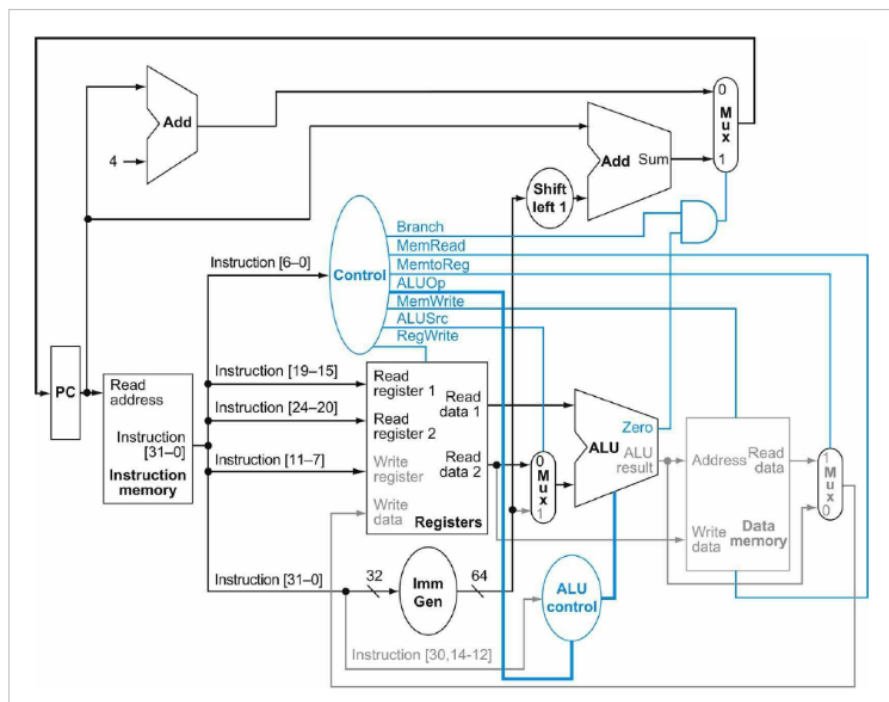 Add
4
Add Sum
0
Mux
1
Shift
left 1
Branch
MemRead
MemtoReg
ALUOp
MemWrite
ALUSrc
RegWrite
Control
Instruction [6–0]
PC
Read
address
Instruction
[31–0]
Instruction
memory
Instruction [19–15]
Instruction [24–20]
Instruction [11–7]
Read
register 1
Read
register 2
Write
register
Write
data
Read
data 1
Read
data 2
Registers
0
Mux
1
Zero
ALU
ALU
result
Address
Read
data
Write
data
Data
memory
1
Mux
0
Instruction [31–0]
32
Imm
Gen
64
ALU
control
Instruction [30,14-12]